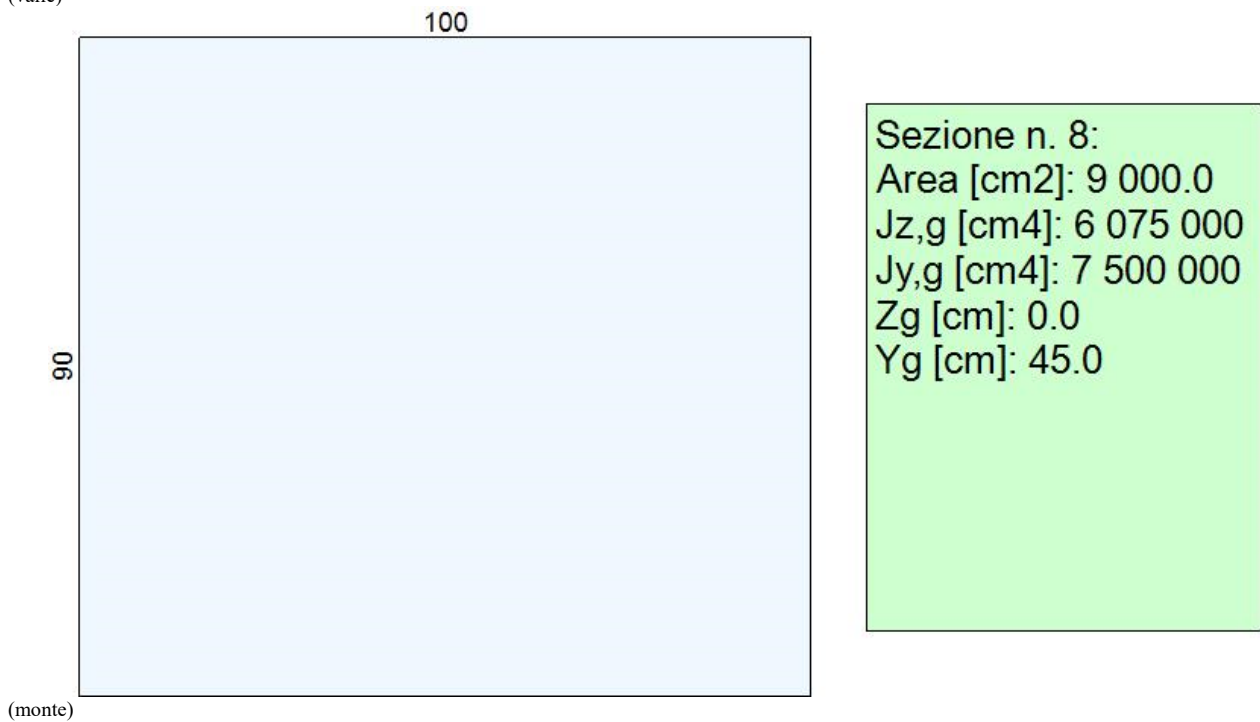 100
90
Sezione n. 8:
Area [cm2]: 9 000.0
Jz,g [cm4]: 6 075 000
Jy,g [cm4]: 7 500 000
Zg [cm]: 0.0
Yg [cm]: 45.0
(monte)